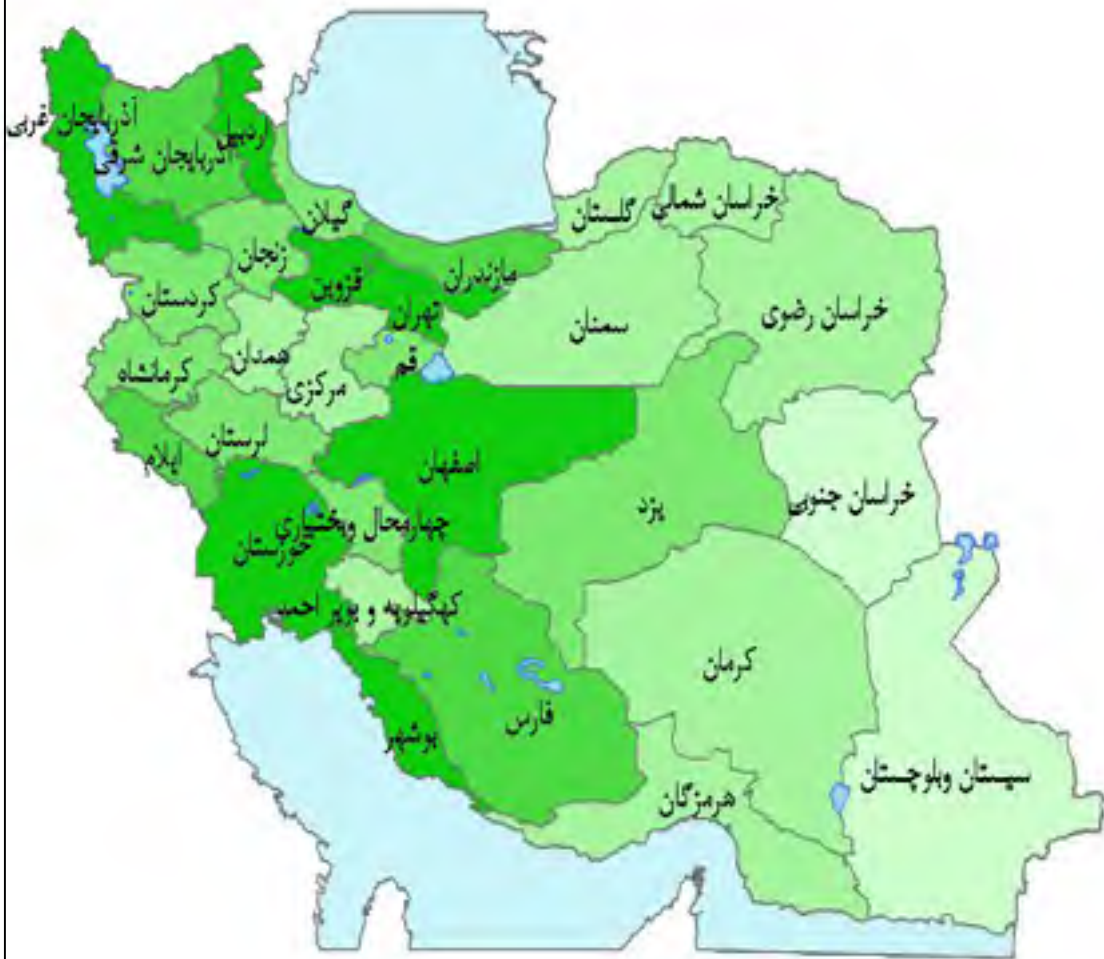 آذربایجان غربی
آذربایجان شرقی
اردبیل
گیلان
زنجان
کردستان
قزوین
مازندران
تهران
گلستان
خراسان شمالی
خراسان رضوی
سمنان
همدان
مرکزی
قم
کرمانشاه
لرستان
ایلام
اصفهان
یزد
خراسان جنوبی
چهارمحال وبختیاری
خوزستان
کهگیلویه و بویر احمد
کرمان
فارس
بوشهر
هرمزگان
سیستان وبلوچستان